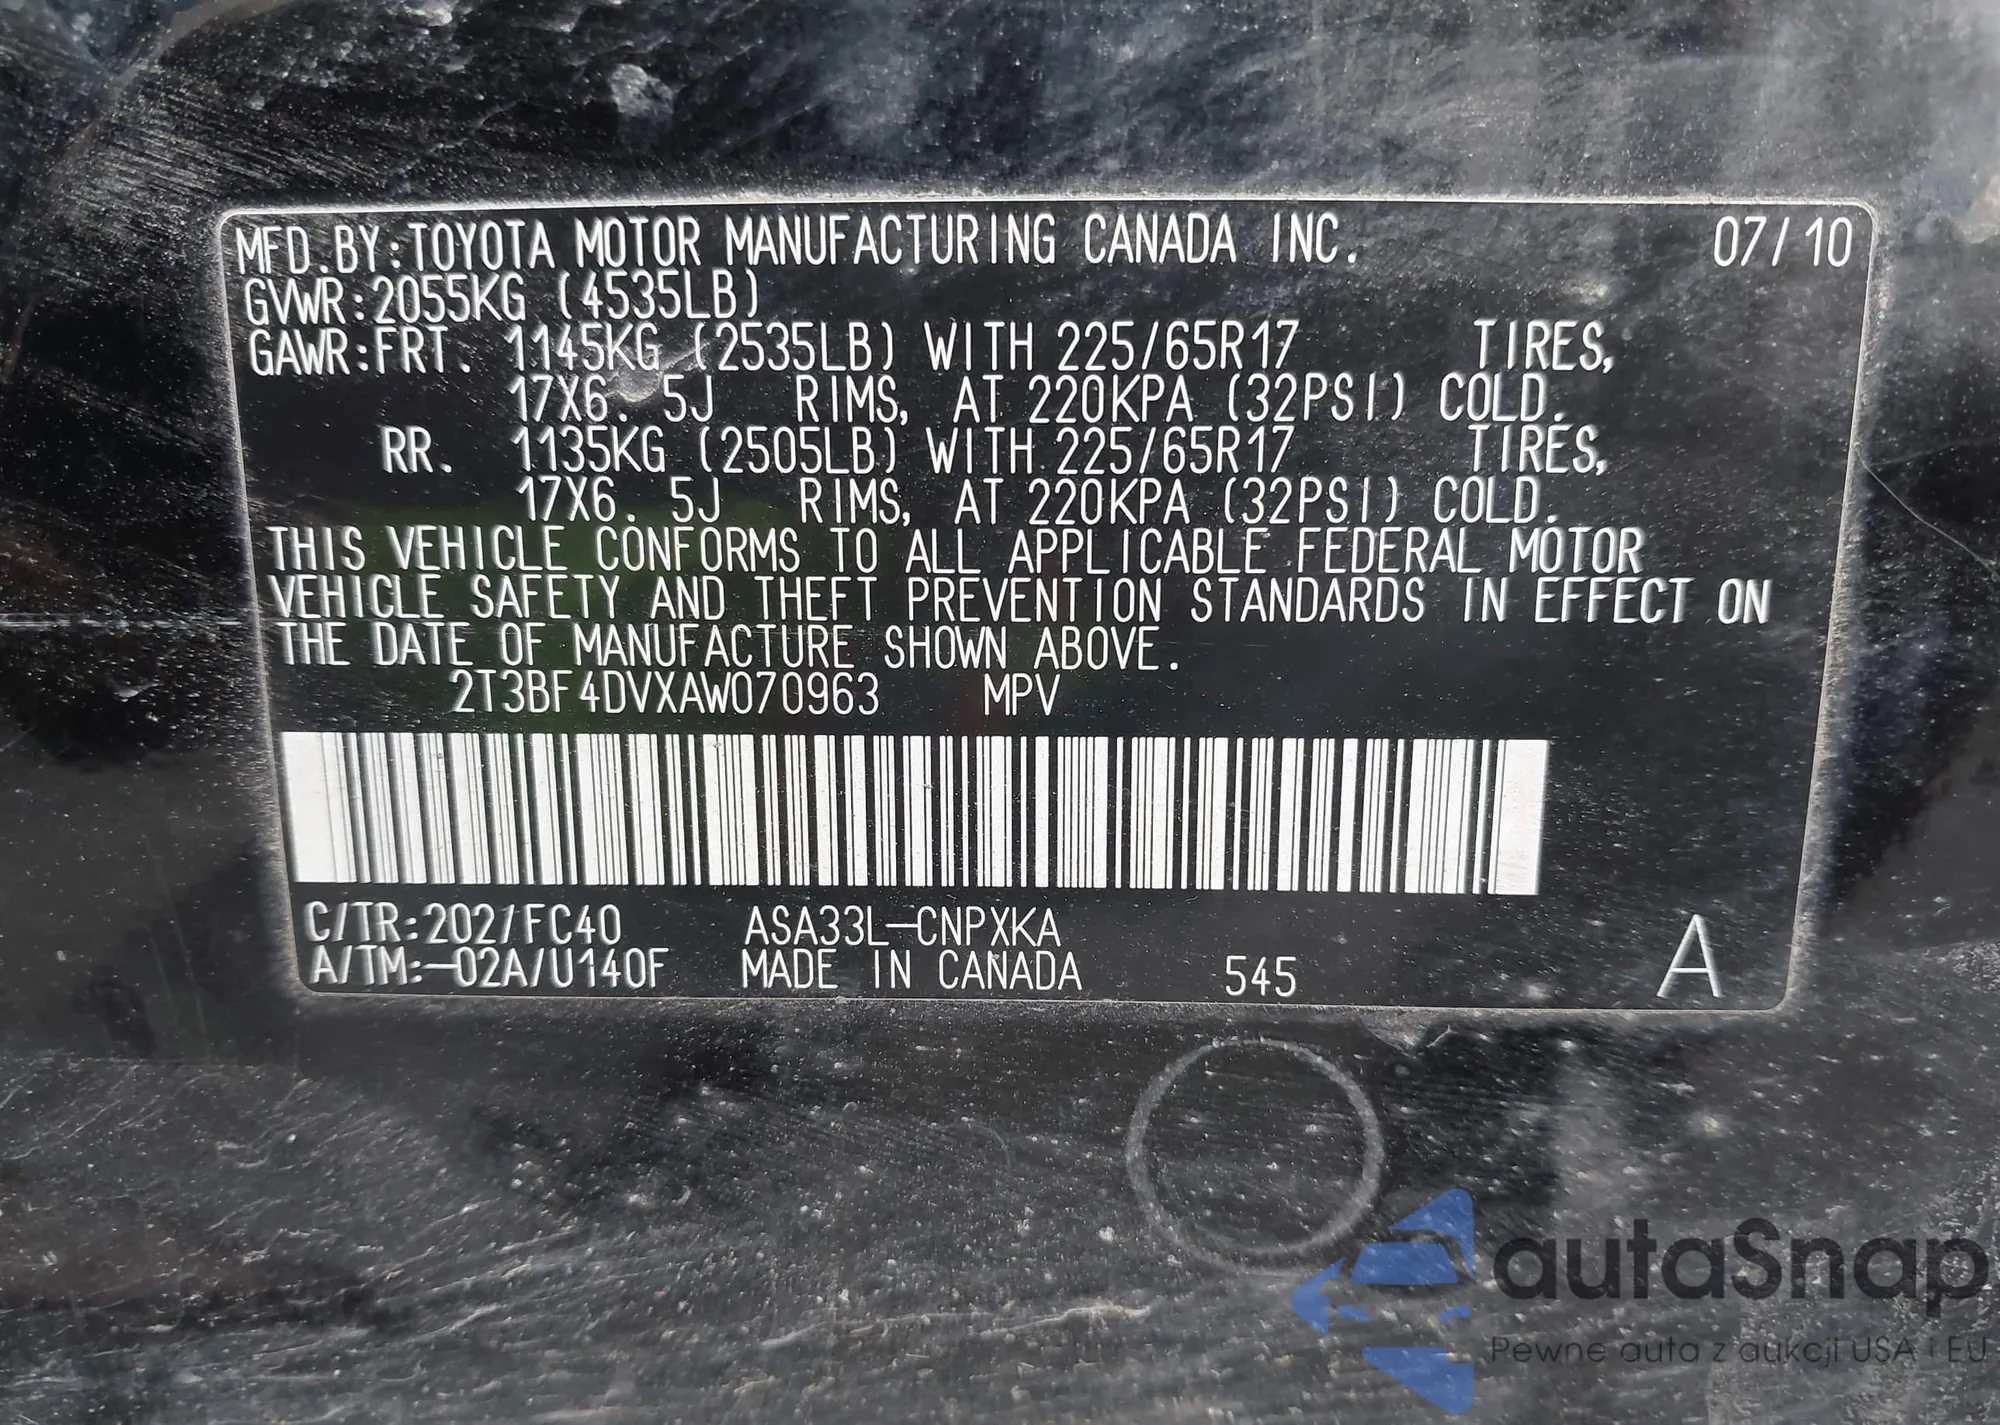 MFD.BY:TOYOTA MOTOR MANUFACTURING CANADA INC. 07/10
GVWR:2055KG (4535LB)
GAWR:FRT. 1145KG (2535LB) WITH 225/65R17 TIRES,
17X6.5J RIMS, AT 220KPA (32PSI) COLD.
RR. 1135KG (2505LB) WITH 225/65R17 TIRES,
17X6.5J RIMS, AT 220KPA (32PSI) COLD.
THIS VEHICLE CONFORMS TO ALL APPLICABLE FEDERAL MOTOR
VEHICLE SAFETY AND THEFT PREVENTION STANDARDS IN EFFECT ON
THE DATE OF MANUFACTURE SHOWN ABOVE.
2T3BF4DVXAW070963 MPV
C/TR:202/FC40 ASA33L-CNPXKA
A/TM:-02A/U140F MADE IN CANADA 545 A
autaSnap
Pewne auta z aukcji USA i EU